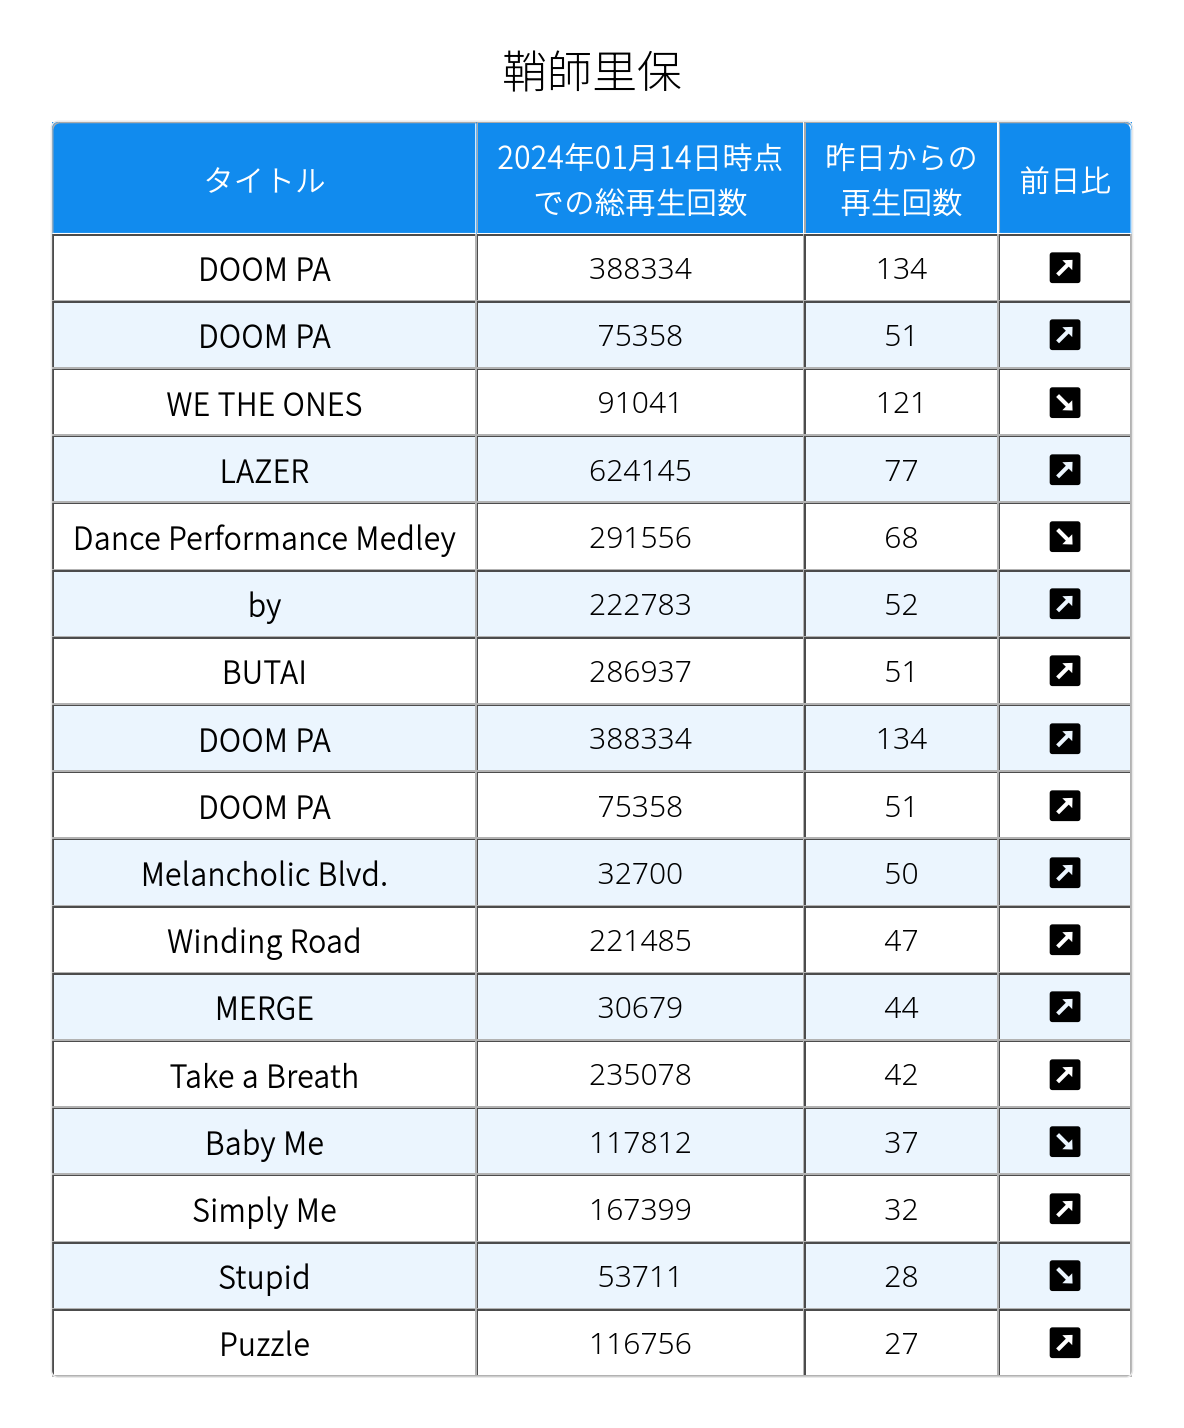 鞘師里保
タイトル
2024年01月14日時点
での総再生回数
昨日からの
再生回数
前日比
DOOM PA 388334 134 ↗
DOOM PA 75358 51 ↗
WE THE ONES 91041 121 ↘
LAZER 624145 77 ↗
Dance Performance Medley 291556 68 ↘
by 222783 52 ↗
BUTAI 286937 51 ↗
DOOM PA 388334 134 ↗
DOOM PA 75358 51 ↗
Melancholic Blvd. 32700 50 ↗
Winding Road 221485 47 ↗
MERGE 30679 44 ↗
Take a Breath 235078 42 ↗
Baby Me 117812 37 ↘
Simply Me 167399 32 ↗
Stupid 53711 28 ↘
Puzzle 116756 27 ↗